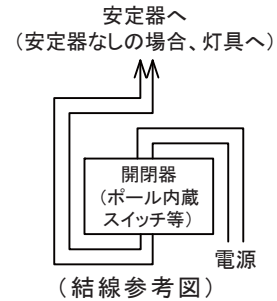 安定器へ
（安定器なしの場合、灯具へ）
開閉器
（ポール内蔵
スイッチ等）
電源
（結線参考図）